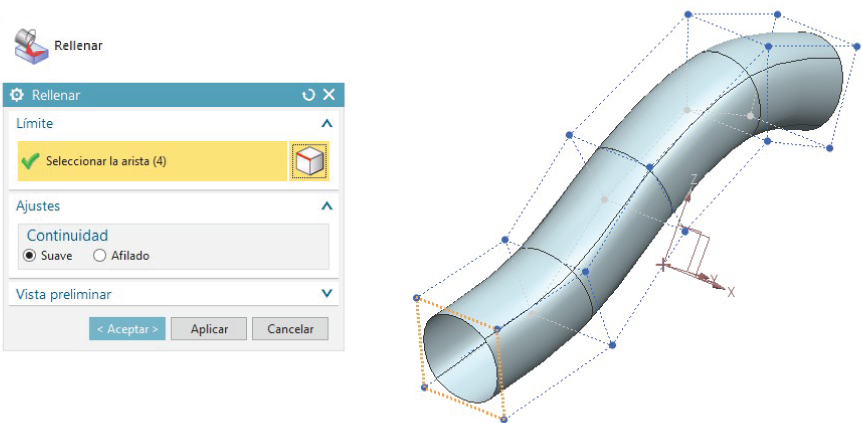 Rellenar
Rellenar
Límite
Seleccionar la arista (4)
Ajustes
Continuidad
Suave Afilado
Vista preliminar
< Aceptar > Aplicar Cancelar
Z
Y
X